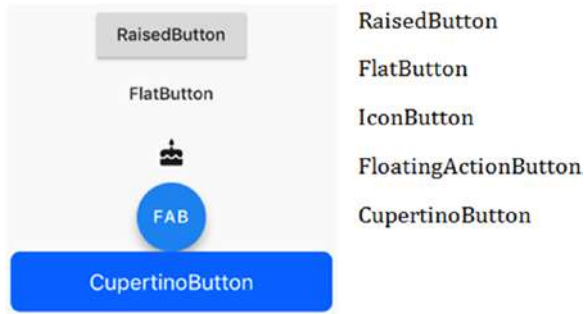 RaisedButton
FlatButton
FAB
CupertinoButton
RaisedButton
FlatButton
IconButton
FloatingActionButton
CupertinoButton